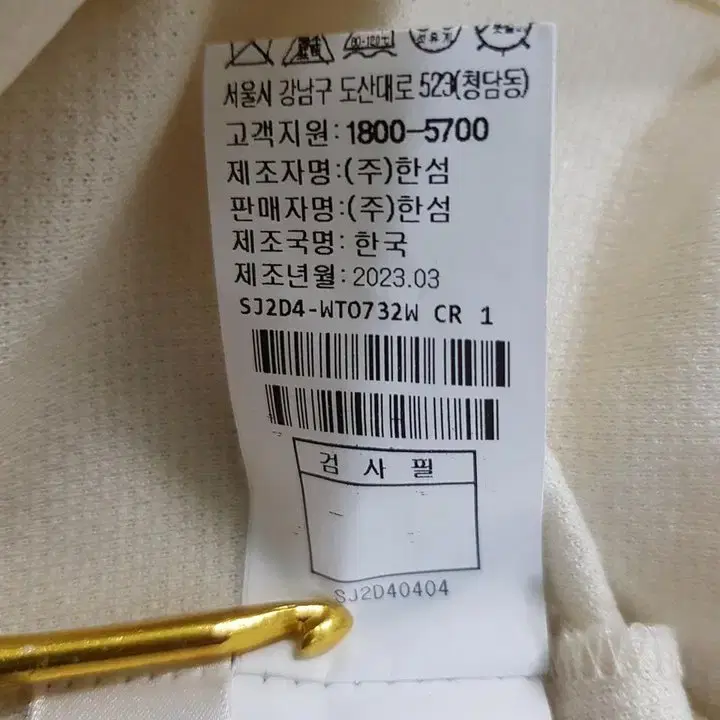 서울시 강남구 도산대로 523(청담동)
고객지원:1800-5700
제조자명:(주)한섬
판매자명:(주)한섬
제조국명: 한국
제조년월: 2023.03
SJ2D4-WTO732W CR 1
검 사 필
SJ2D40404